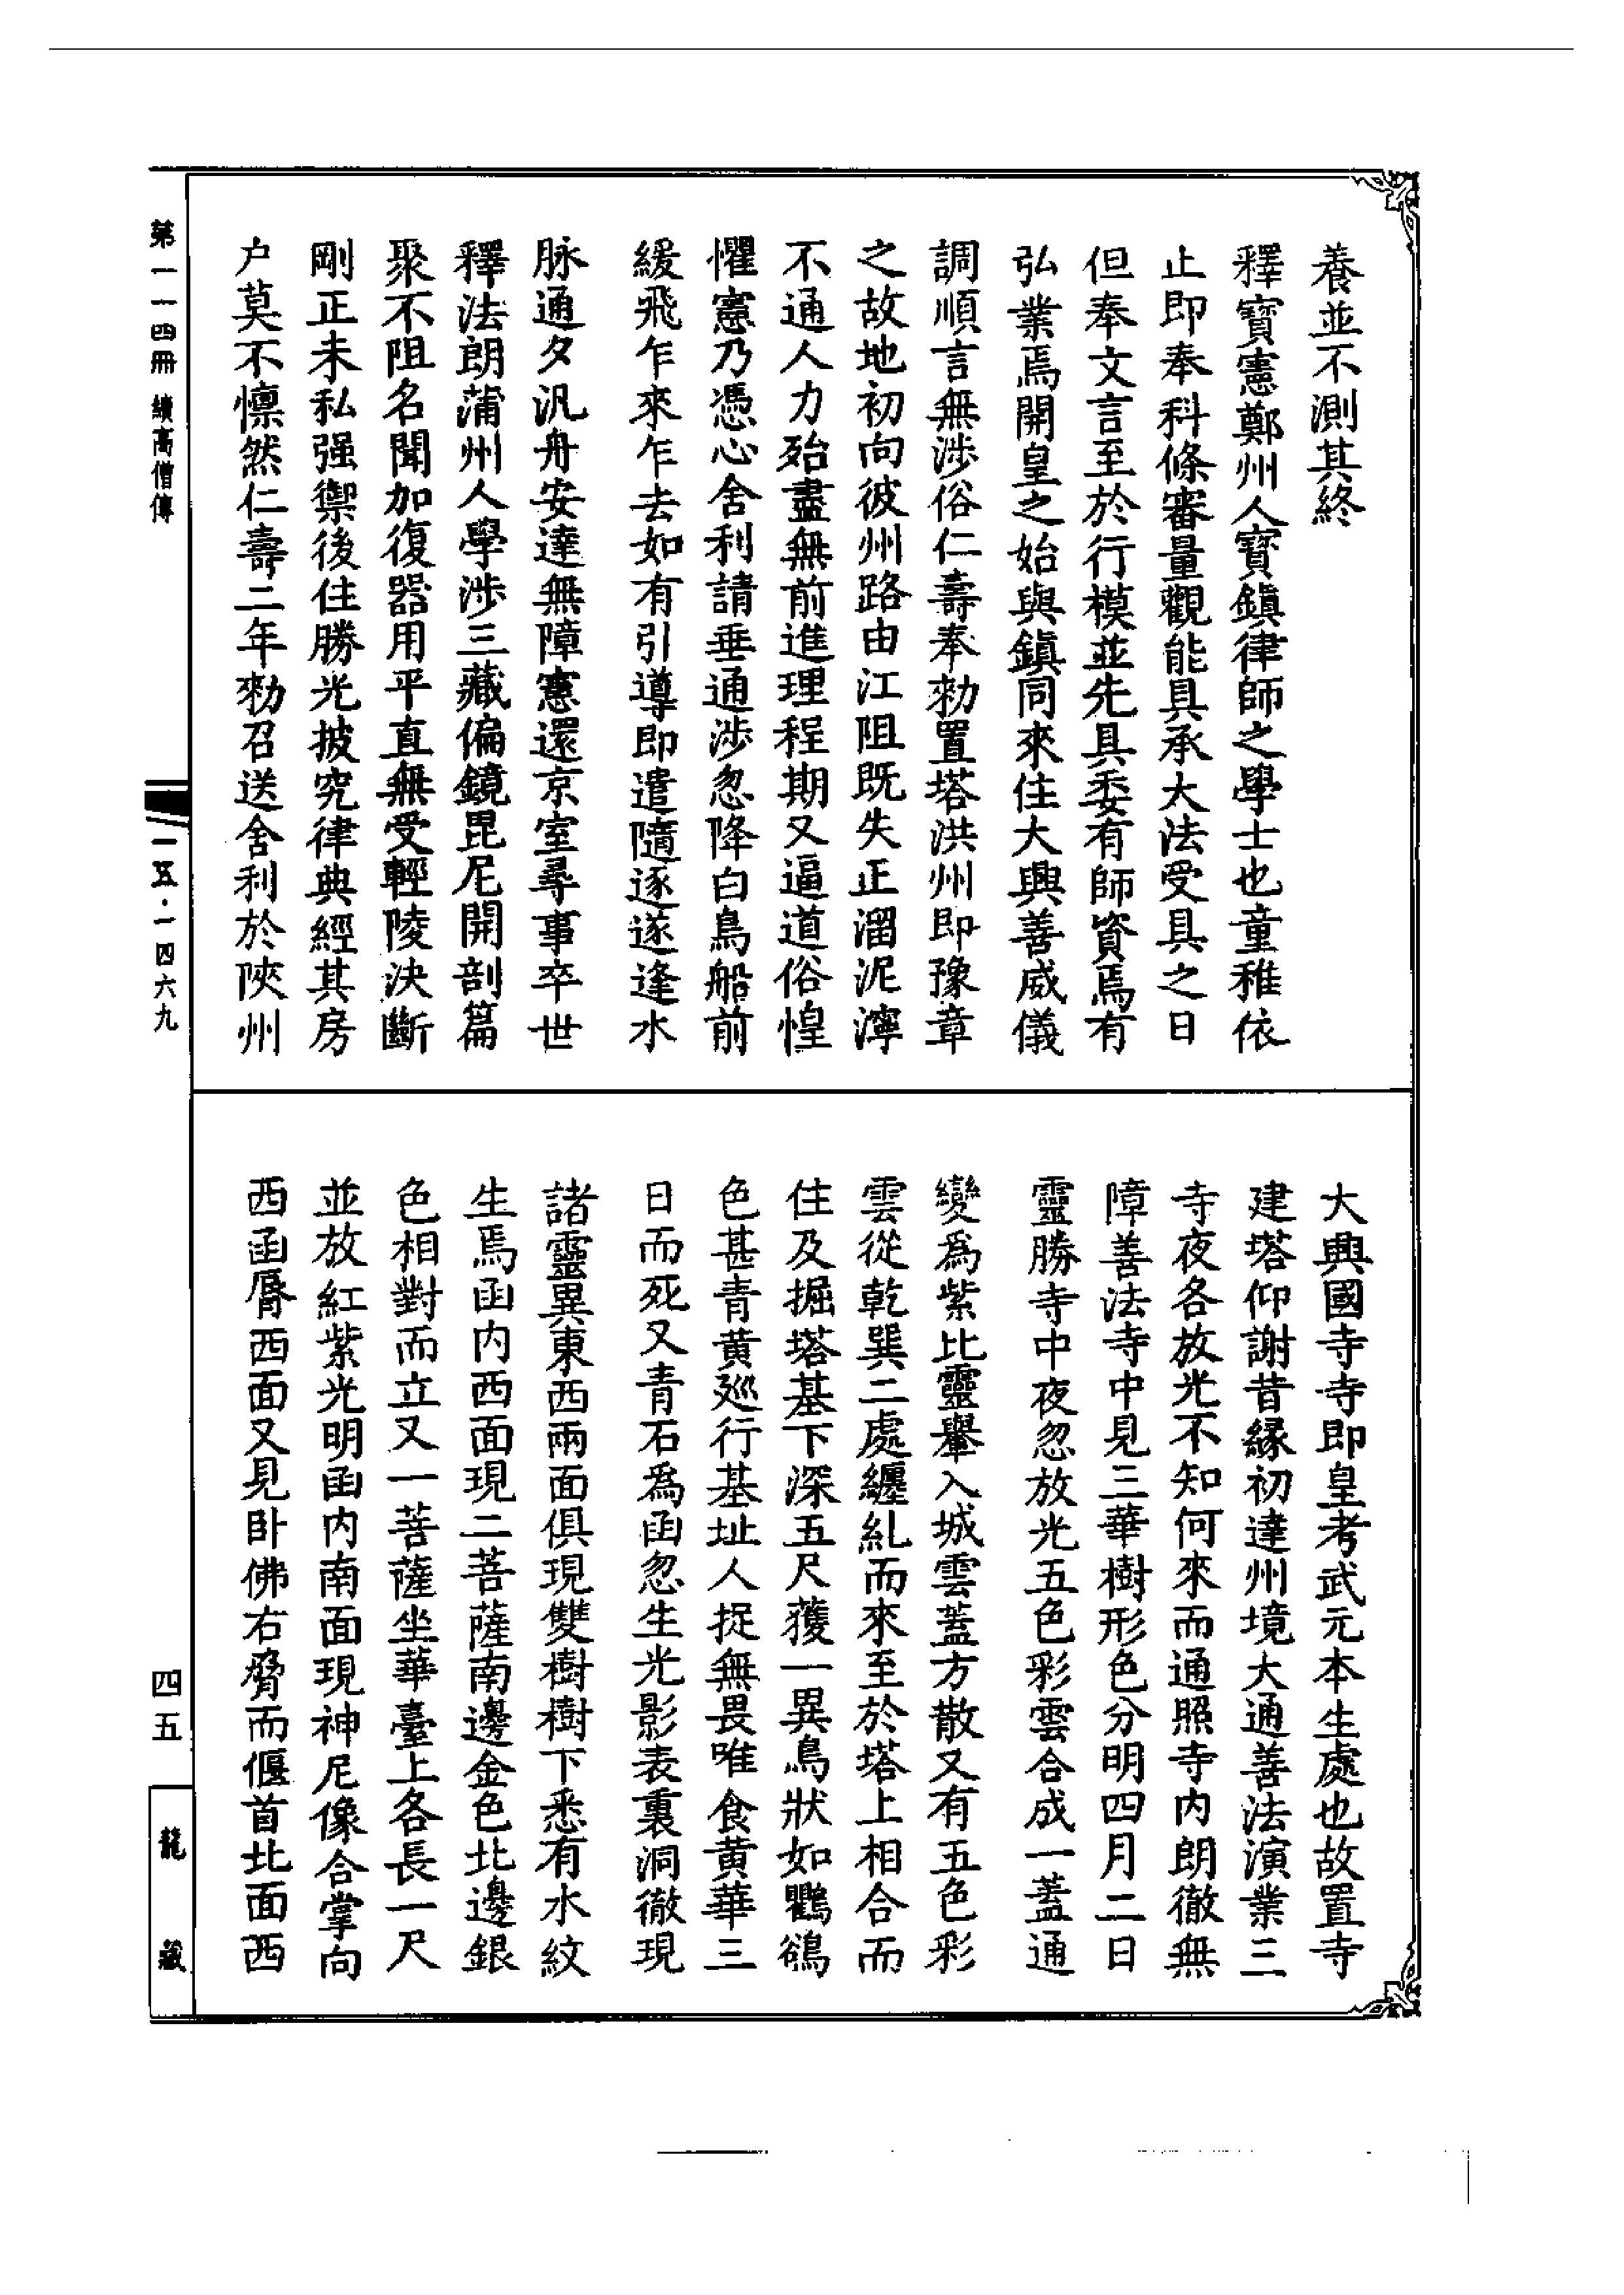 養並不測其終
釋寶憲鄭州人寶鎮律師之學士也童稚依
止即奉科條審量觀能具承大法受具之日
但奉文言至於行模並先具委有師資焉有
弘業焉開皇之始與鎮同來住大興善威儀
調順言無涉俗仁壽奉勑置塔洪州即豫章
之故地初向彼州路由江阻既失正溜泥濘
不通人力殆盡無前進理程期又逼道俗惶
懼憲乃憑心舍利請垂通涉忽降白鳥船前
緩飛乍來乍去如有引導即遣隨逐遂逢水
脉通夕汎舟安達無障憲還京室尋事卒世
釋法朗蒲州人學涉三藏偏鏡毘尼開剖篇
聚不阻名聞加復器用平直無受輕陵決斷
剛正未私强禦後住勝光披究律典經其房
户莫不懔然仁壽二年勑召送舍利於陝州
大興國寺寺即皇考武元本生處也故置寺
建塔仰謝昔緣初達州境大通善法演業三
寺夜各放光不知何來而通照寺内朗徹無
障善法寺中見三華樹形色分明四月二日
靈勝寺中夜忽放光五色彩雲合成一蓋通
變為紫比靈轝入城雲蓋方散又有五色彩
雲從乾巽二處纏糺而來至於塔上相合而
住及掘塔基下深五尺獲一異鳥狀如鸜鵒
色甚青黄巡行基址人捉無畏唯食黄華三
日而死又青石為函忽生光影表裏洞徹現
諸靈異東西兩面俱現雙樹樹下悉有水紋
生焉函内西面現二菩薩南邊金色北邊銀
色相對而立又一菩薩坐華臺上各長一尺
並放紅紫光明函内南面現神尼像合掌向
西函脣西面又見卧佛右脅而偃首北面西
第一一四冊 續高僧傳
一五·一四六九
四五
龍藏